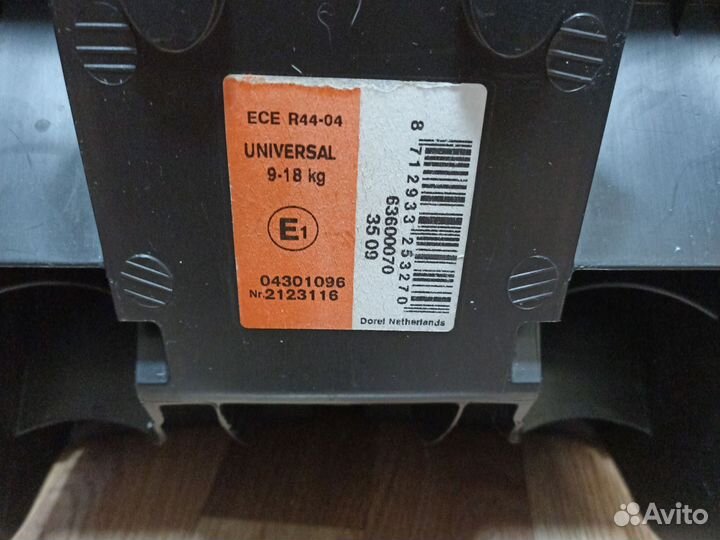 ECE R44-04
UNIVERSAL
9-18 kg
E1
04301096
Nr.2123116
8 712933 253270
63600070
3509
Dorel Netherlands
Avito